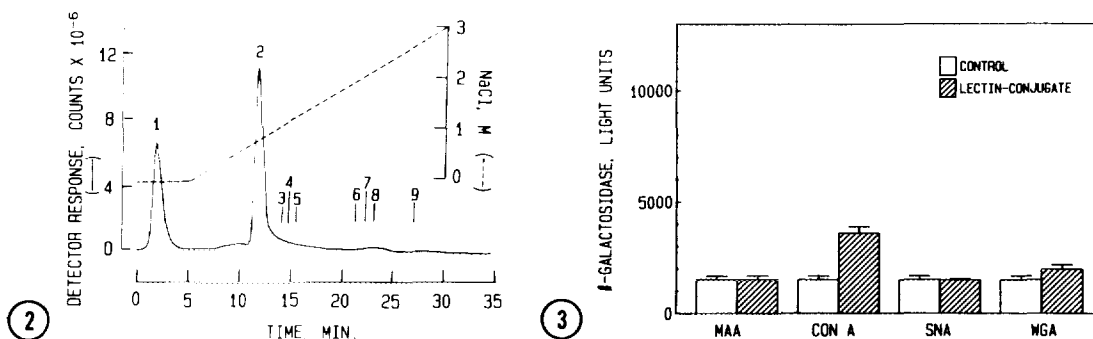 DETECTOR RESPONSE, COUNTS X 10-6
12
8
4
0
1
2
3
4
5
6
7
8
9
3
2
1
0
NaCl, M (---)
0 5 10 15 20 25 30 35
TIME, MIN.
2
#-GALACTOSIDASE, LIGHT UNITS
10000
5000
0
CONTROL
LECTIN-CONJUGATE
MAA CON A SNA WGA
3